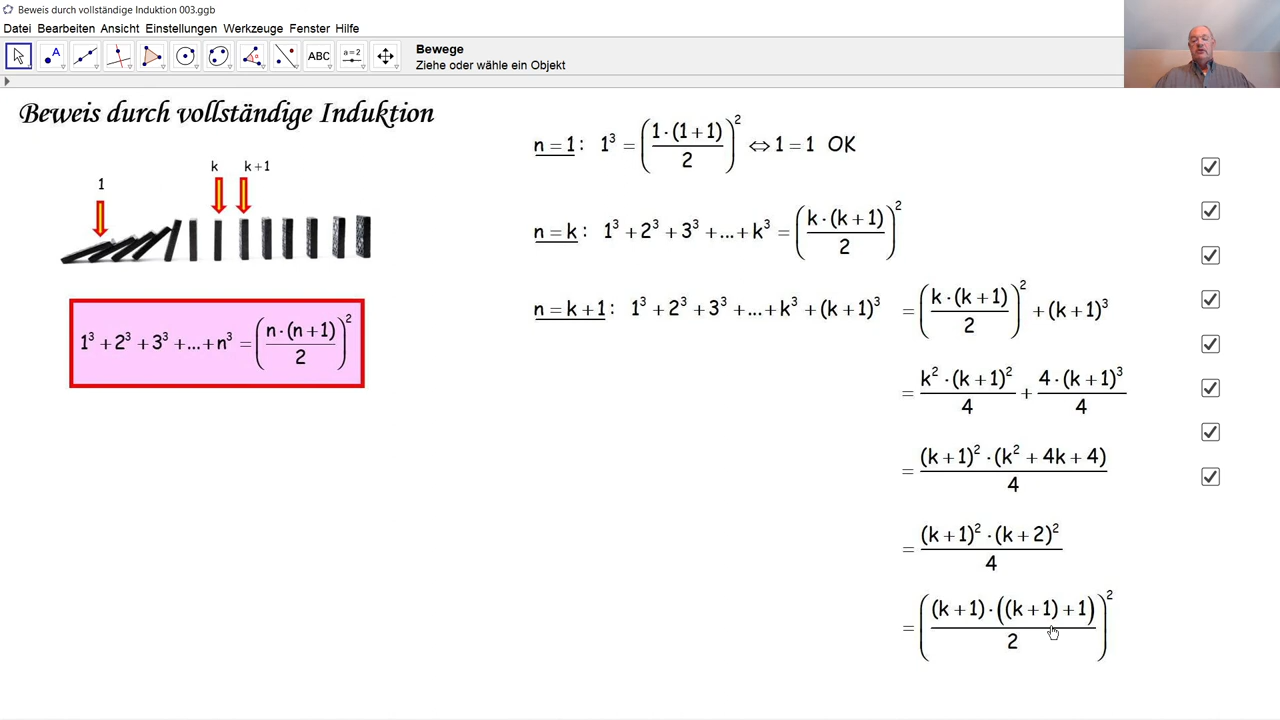 Beweis durch vollständige Induktion 003.ggb
Datei Bearbeiten Ansicht Einstellungen Werkzeuge Fenster Hilfe
A ABC a=2
Bewege
Ziehe oder wähle ein Objekt
Beweis durch vollständige Induktion
1 k k+1
1³ + 2³ + 3³ + ... + n³ = (n·(n+1)/2)²
n = 1: 1³ = (1·(1+1)/2)² ⇔ 1 = 1 OK
n = k: 1³ + 2³ + 3³ + ... + k³ = (k·(k+1)/2)²
n = k+1: 1³ + 2³ + 3³ + ... + k³ + (k+1)³ = (k·(k+1)/2)² + (k+1)³
= k²·(k+1)²/4 + 4·(k+1)³/4
= (k+1)²·(k² + 4k + 4)/4
= (k+1)²·(k+2)²/4
= ((k+1)·((k+1)+1)/2)²